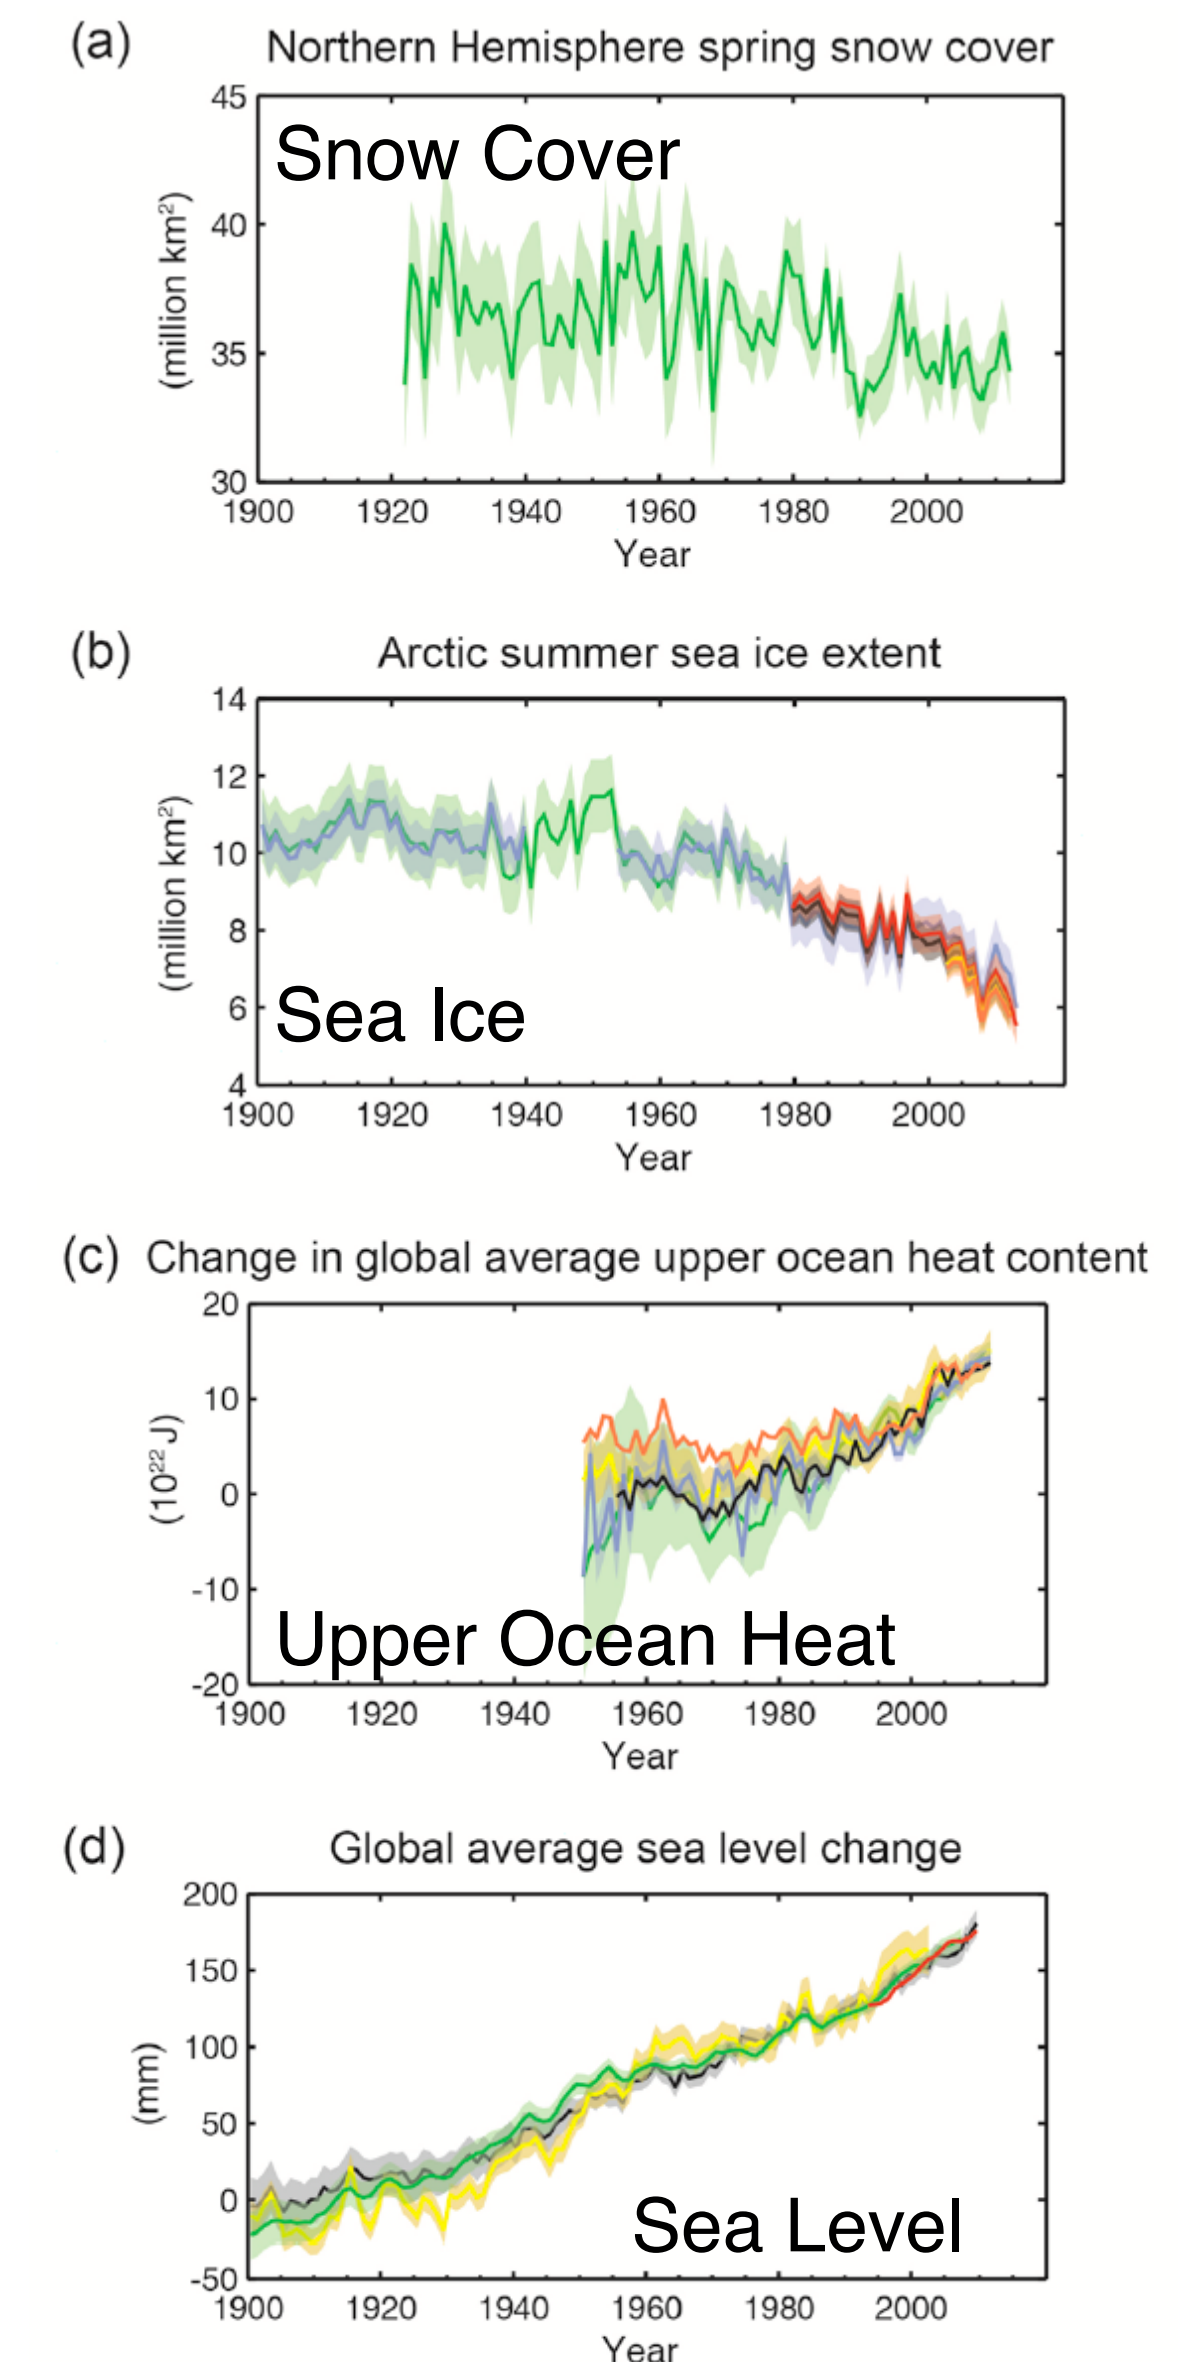 (a) Northern Hemisphere spring snow cover
45
Snow Cover
40
35
30
(million km²)
1900 1920 1940 1960 1980 2000
Year
(b) Arctic summer sea ice extent
14
12
10
8
6
Sea Ice
4
(million km²)
1900 1920 1940 1960 1980 2000
Year
(c) Change in global average upper ocean heat content
20
10
0
-10
Upper Ocean Heat
-20
(10²² J)
1900 1920 1940 1960 1980 2000
Year
(d) Global average sea level change
200
150
100
50
0
Sea Level
-50
(mm)
1900 1920 1940 1960 1980 2000
Year